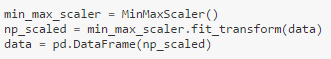 min_max_scaler = MinMaxScaler()
np_scaled = min_max_scaler.fit_transform(data)
data = pd.DataFrame(np_scaled)